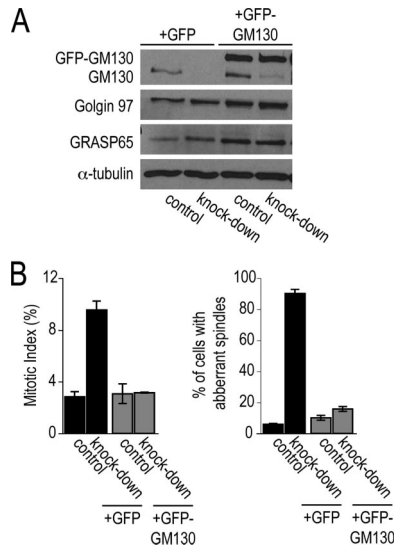 A
+GFP
+GFP-
GM130
GFP-GM130
GM130
Golgin 97
GRASP65
α-tubulin
control
knock-down
control
knock-down
B
Mitotic Index (%)
12
8
4
0
control
knock-down
control
knock-down
+GFP
+GFP-
GM130
% of cells with
abberrant spindles
100
80
60
40
20
0
control
knock-down
control
knock-down
+GFP
+GFP-
GM130